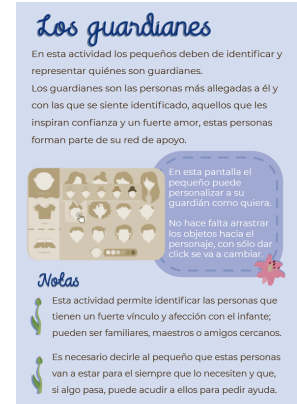 Los guardianes
En esta actividad los pequeños deben de identificar y
representar quiénes son guardianes.
Los guardianes son las personas más allegadas a él y
con las que se siente identificado, aquellos que les
inspiran confianza y un fuerte amor, estas personas
forman parte de su red de apoyo.
En esta pantalla el
pequeño puede
personalizar a su
guardián como quiera.
No hace falta arrastrar
los objetos hacia el
personaje, con sólo dar
click se va a cambiar.
Notas
Esta actividad permite identificar las personas que
tienen un fuerte vínculo y afección con el infante;
pueden ser familiares, maestros o amigos cercanos.
Es necesario decirle al pequeño que estas personas
van a estar para el siempre que lo necesiten y que,
si algo pasa, puede acudir a ellos para pedir ayuda.